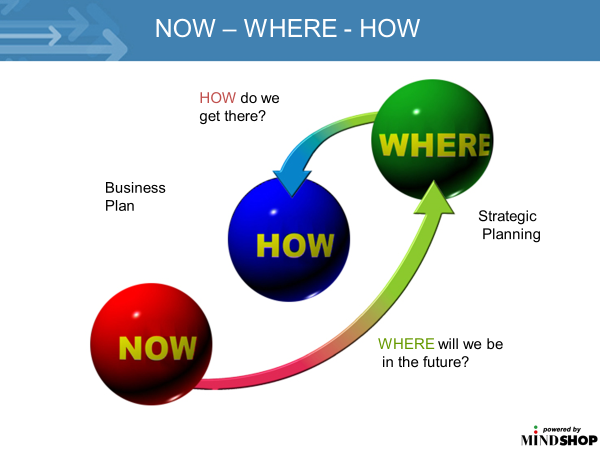 NOW – WHERE - HOW
HOW do we
get there?
WHERE
Business
Plan
HOW
Strategic
Planning
NOW
WHERE will we be
in the future?
powered by
MINDSHOP